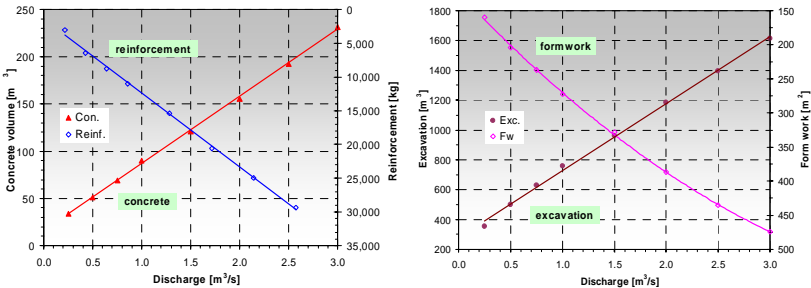 250
200
150
100
50
0
Concrete volume [m³]
reinforcement
Con.
Reinf.
concrete
0
5,000
10,000
15,000
20,000
25,000
30,000
35,000
Reinforcement [kg]
0.0 0.5 1.0 1.5 2.0 2.5 3.0
Discharge [m³/s]
1800
1600
1400
1200
1000
800
600
400
200
Excavation [m³]
formwork
Exc.
Fw
excavation
150
200
250
300
350
400
450
500
Form work [m²]
0.0 0.5 1.0 1.5 2.0 2.5 3.0
Discharge [m³/s]